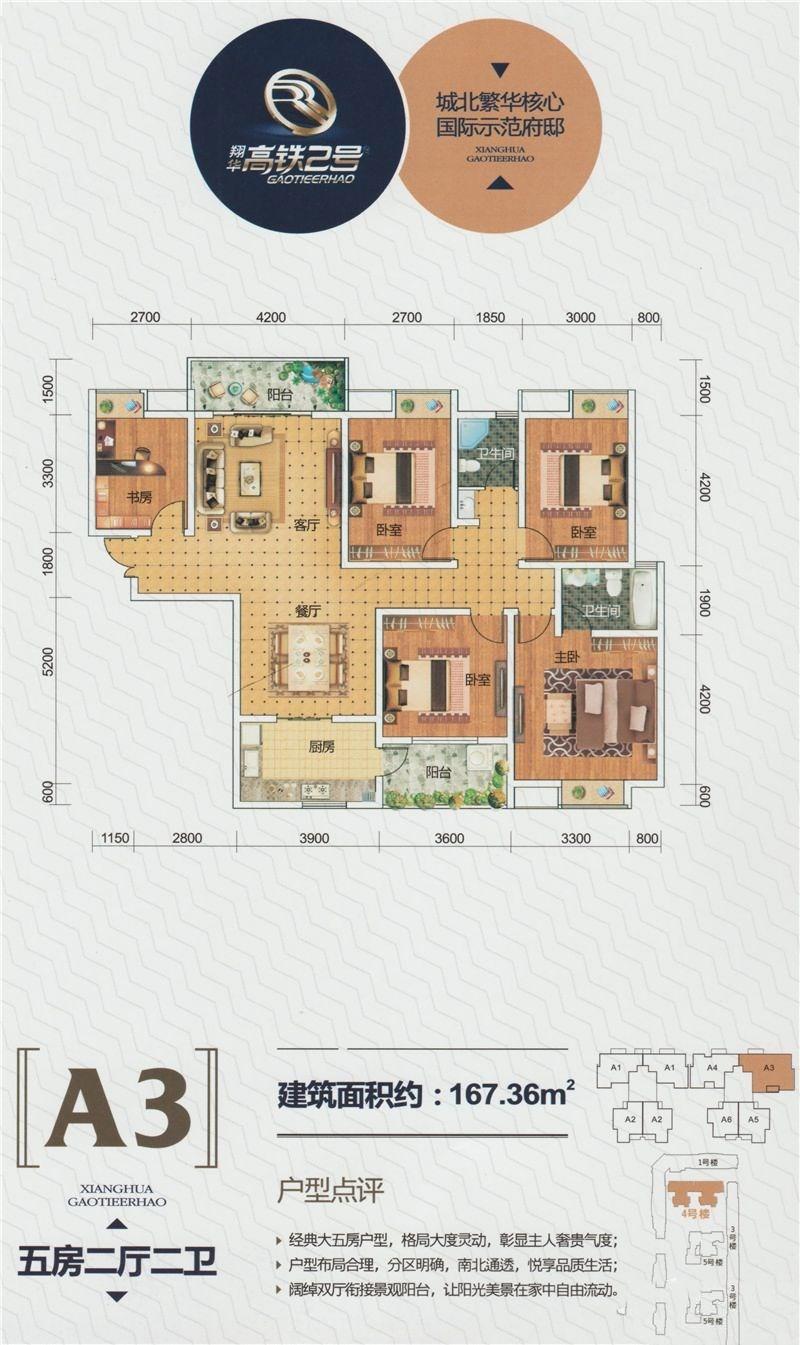 翔华
高铁2号
GAOTIEERHAO
城北繁华核心
国际示范府邸
XIANGHUA
GAOTIEERHAO
2700 4200 2700 1850 3000 800
1500
3300
1800
5200
600
1500
4200
1900
4200
600
阳台
书房
客厅
卧室
卫生间
卧室
餐厅
卫生间
卧室
主卧
厨房
阳台
1150 2800 3900 3600 3300 800
A3
XIANGHUA
GAOTIEERHAO
五房二厅二卫
建筑面积约：167.36m²
户型点评
经典大五房户型，格局大度灵动，彰显主人奢贵气度；
户型布局合理，分区明确，南北通透，悦享品质生活；
阔绰双厅衔接景观阳台，让阳光美景在家中自由流动。
A1 A1 A4 A3
A2 A2 A6 A5
1号楼
4号楼
3号楼
5号楼
3号楼
5号楼